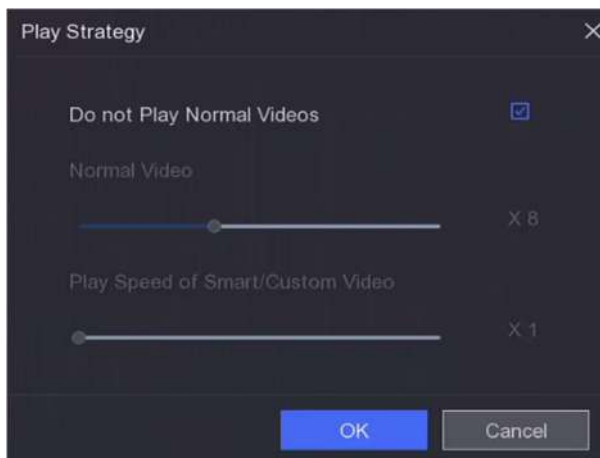 Play Strategy
Do not Play Normal Videos
Normal Video
X 8
Play Speed of Smart/Custom Video
X 1
OK
Cancel